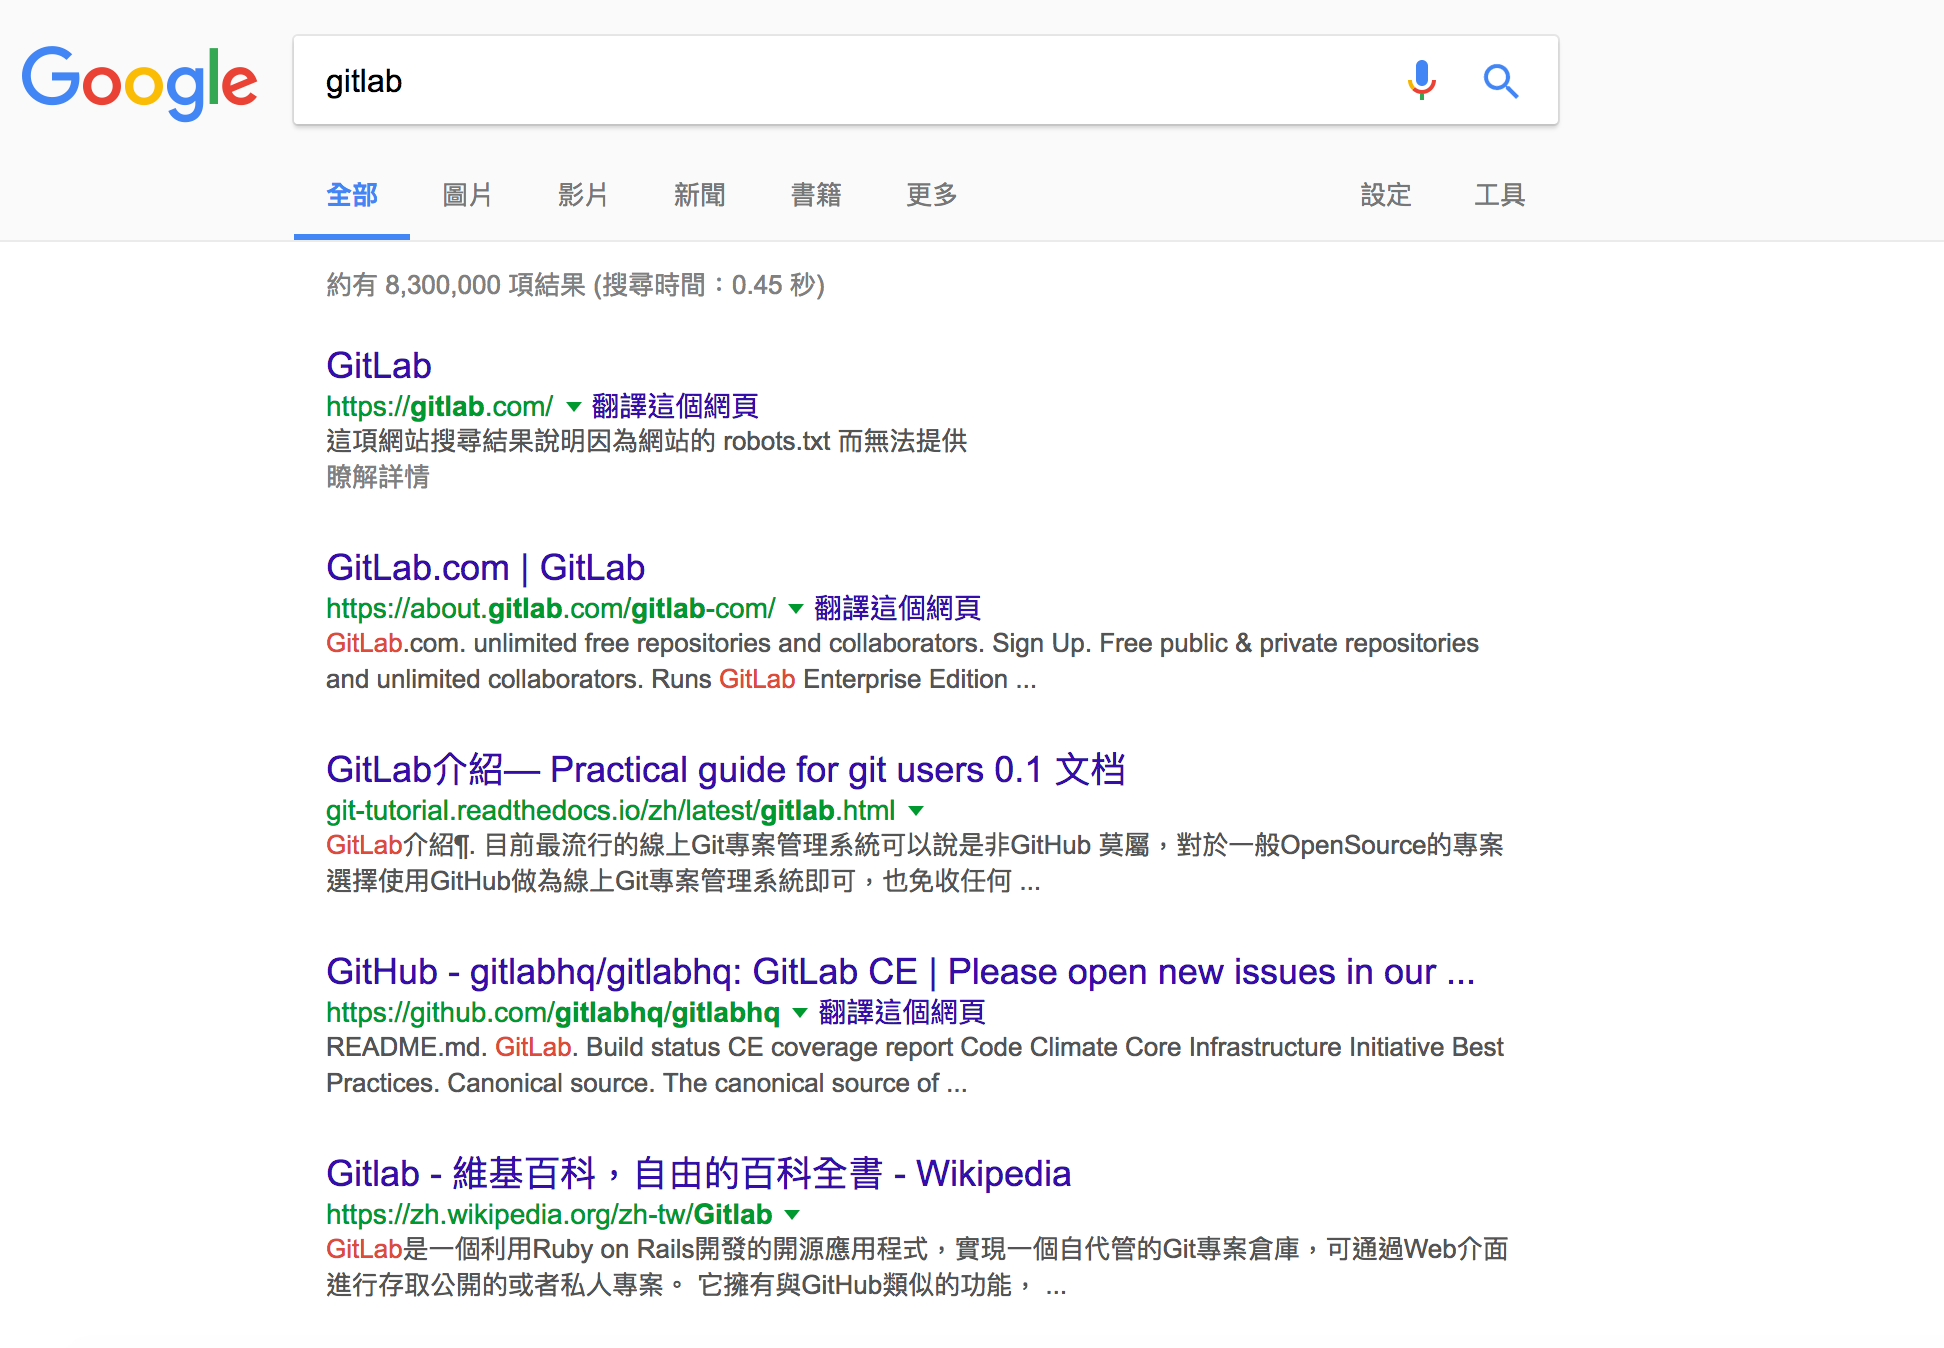 Google
gitlab
全部 圖片 影片 新聞 書籍 更多 設定 工具
約有 8,300,000 項結果 (搜尋時間：0.45 秒)
GitLab
https://gitlab.com/ 翻譯這個網頁
這項網站搜尋結果說明因為網站的 robots.txt 而無法提供
瞭解詳情
GitLab.com | GitLab
https://about.gitlab.com/gitlab-com/ 翻譯這個網頁
GitLab.com. unlimited free repositories and collaborators. Sign Up. Free public & private repositories
and unlimited collaborators. Runs GitLab Enterprise Edition ...
GitLab介紹— Practical guide for git users 0.1 文档
git-tutorial.readthedocs.io/zh/latest/gitlab.html
GitLab介紹¶. 目前最流行的線上Git專案管理系統可以說是非GitHub 莫屬，對於一般OpenSource的專案
選擇使用GitHub做為線上Git專案管理系統即可，也免收任何 ...
GitHub - gitlabhq/gitlabhq: GitLab CE | Please open new issues in our ...
https://github.com/gitlabhq/gitlabhq 翻譯這個網頁
README.md. GitLab. Build status CE coverage report Code Climate Core Infrastructure Initiative Best
Practices. Canonical source. The canonical source of ...
Gitlab - 維基百科，自由的百科全書 - Wikipedia
https://zh.wikipedia.org/zh-tw/Gitlab
GitLab是一個利用Ruby on Rails開發的開源應用程式，實現一個自代管的Git專案倉庫，可通過Web介面
進行存取公開的或者私人專案。 它擁有與GitHub類似的功能， ...